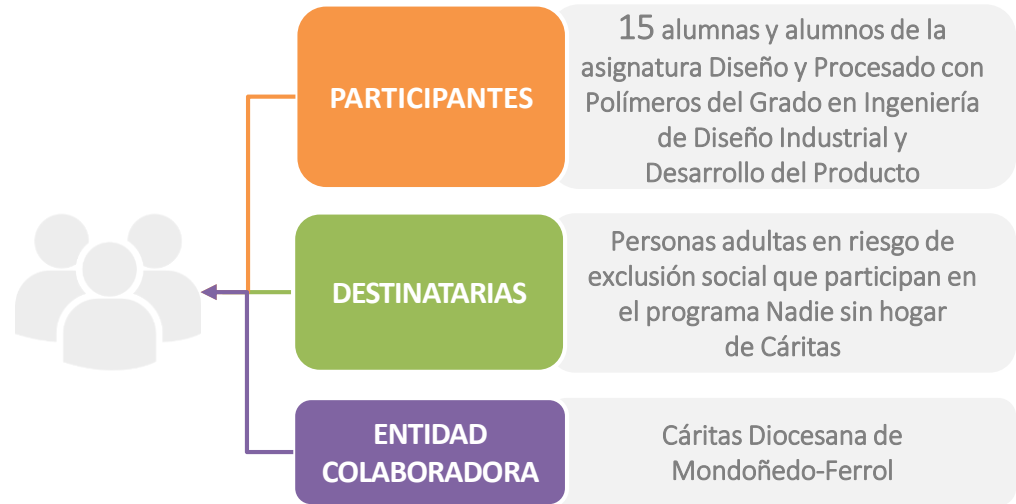 PARTICIPANTES
15 alumnas y alumnos de la
asignatura Diseño y Procesado con
Polímeros del Grado en Ingeniería
de Diseño Industrial y
Desarrollo del Producto
DESTINATARIAS
Personas adultas en riesgo de
exclusión social que participan en
el programa Nadie sin hogar
de Cáritas
ENTIDAD
COLABORADORA
Cáritas Diocesana de
Mondoñedo-Ferrol